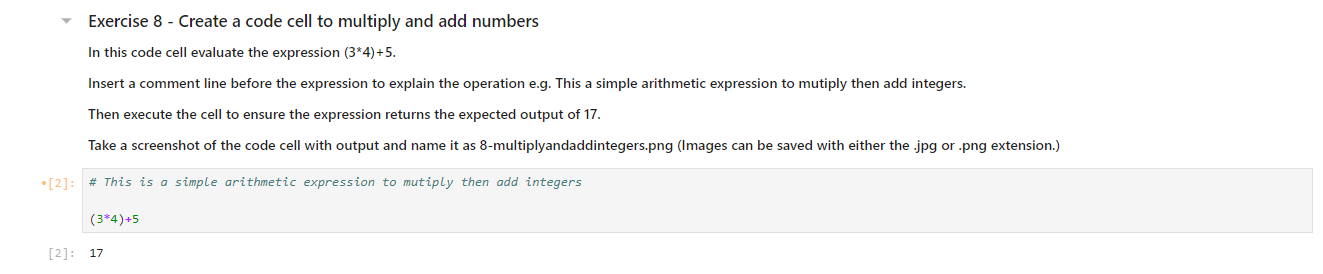 Exercise 8 - Create a code cell to multiply and add numbers
In this code cell evaluate the expression (3*4)+5.
Insert a comment line before the expression to explain the operation e.g. This a simple arithmetic expression to mutiply then add integers.
Then execute the cell to ensure the expression returns the expected output of 17.
Take a screenshot of the code cell with output and name it as 8-multiplyandaddintegers.png (Images can be saved with either the .jpg or .png extension.)
*[2]: # This is a simple arithmetic expression to mutiply then add integers
(3*4)+5
[2]: 17